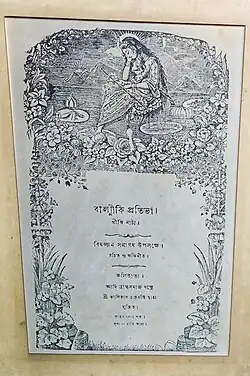 বাল্মীকি প্রতিভা।
গীতি নাট্য।
বিদ্বজ্জন সমাগম উপলক্ষে।
রচিত ও অভিনীত।
কলিকাতা
আদি ব্রাহ্মসমাজ যন্ত্রে
শ্রী কালিদাস চক্রবর্ত্তি দ্বারা
মুদ্রিত।